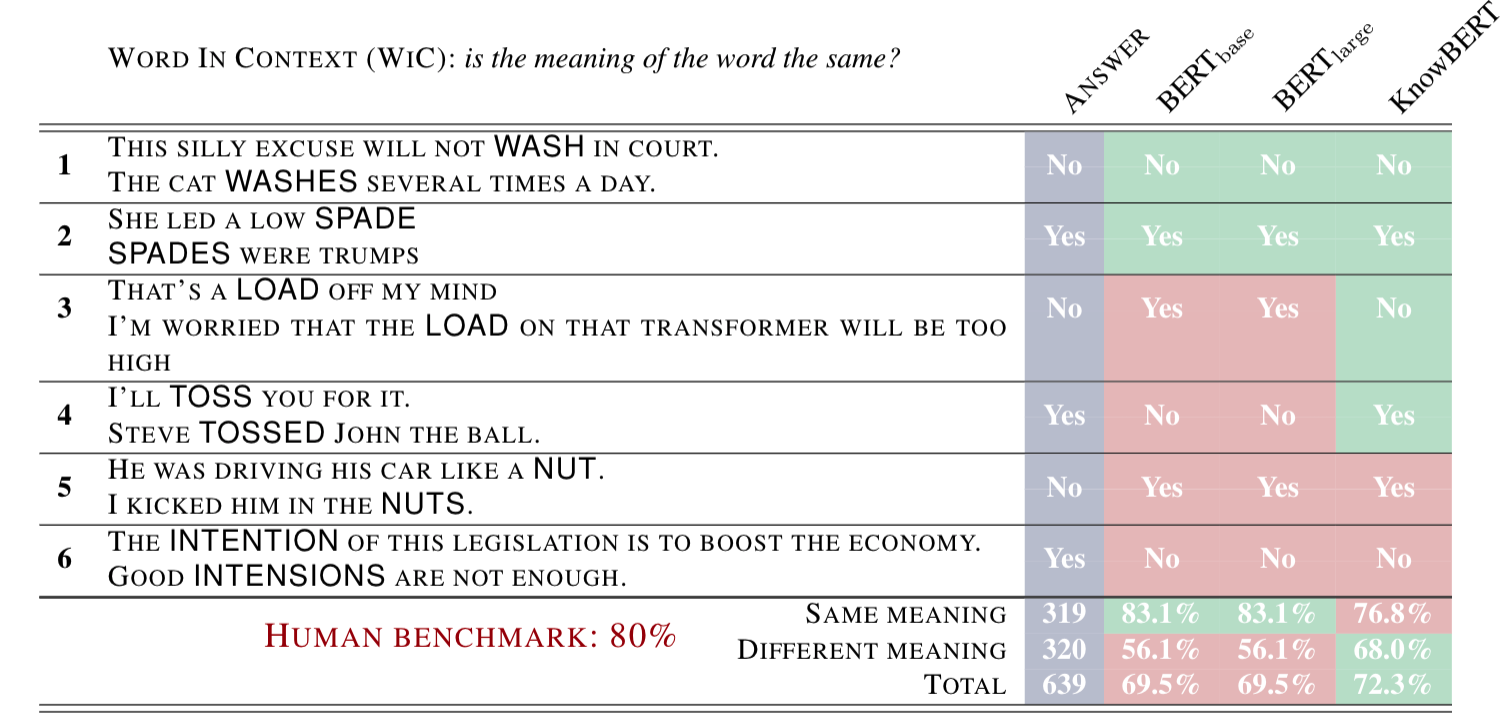 WORD IN CONTEXT (WIC): is the meaning of the word the same?
ANSWER BERTbase BERTlarge KnowBERT
1 THIS SILLY EXCUSE WILL NOT WASH IN COURT.
THE CAT WASHES SEVERAL TIMES A DAY. No No No No
2 SHE LED A LOW SPADE
SPADES WERE TRUMPS Yes Yes Yes Yes
3 THAT'S A LOAD OFF MY MIND
I'M WORRIED THAT THE LOAD ON THAT TRANSFORMER WILL BE TOO
HIGH No Yes Yes No
4 I'LL TOSS YOU FOR IT.
STEVE TOSSED JOHN THE BALL. Yes No No Yes
5 HE WAS DRIVING HIS CAR LIKE A NUT.
I KICKED HIM IN THE NUTS. No Yes Yes Yes
6 THE INTENTION OF THIS LEGISLATION IS TO BOOST THE ECONOMY.
GOOD INTENSIONS ARE NOT ENOUGH. Yes No No No
HUMAN BENCHMARK: 80%
SAME MEANING 319 83.1% 83.1% 76.8%
DIFFERENT MEANING 320 56.1% 56.1% 68.0%
TOTAL 639 69.5% 69.5% 72.3%